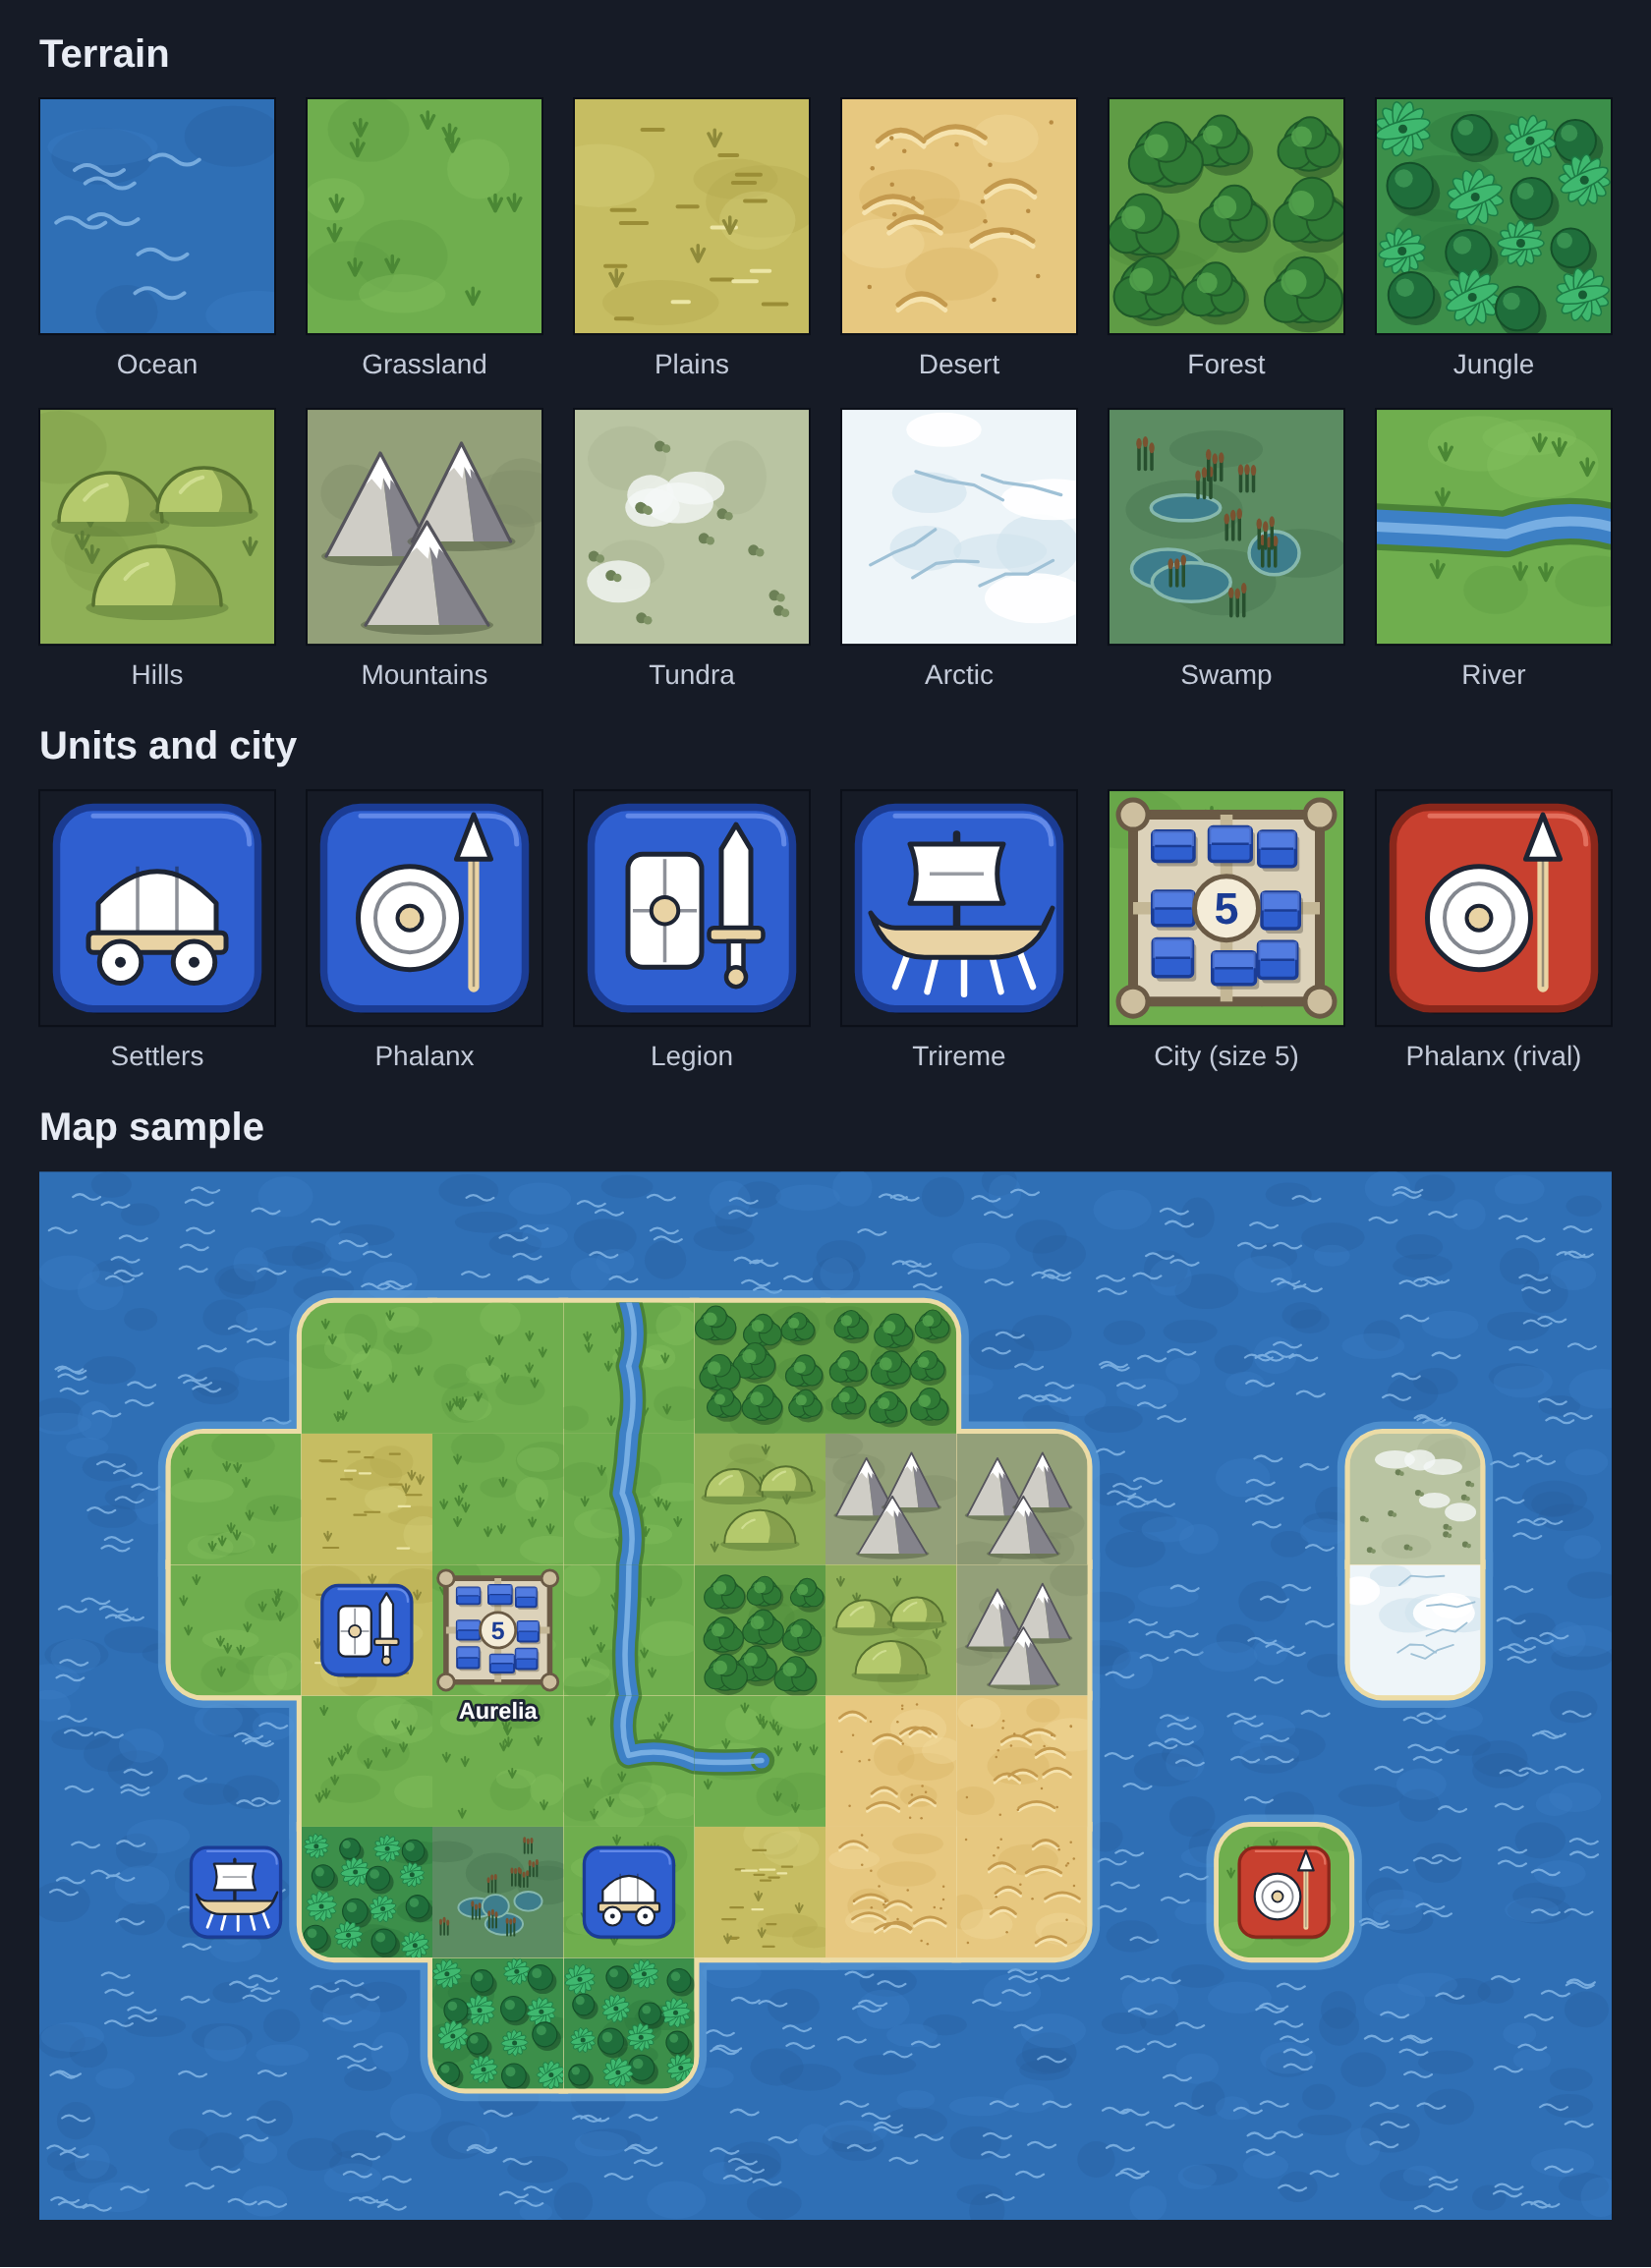 Terrain
Ocean
Grassland
Plains
Desert
Forest
Jungle
Hills
Mountains
Tundra
Arctic
Swamp
River
Units and city
5
Settlers
Phalanx
Legion
Trireme
City (size 5)
Phalanx (rival)
Map sample
5
Aurelia